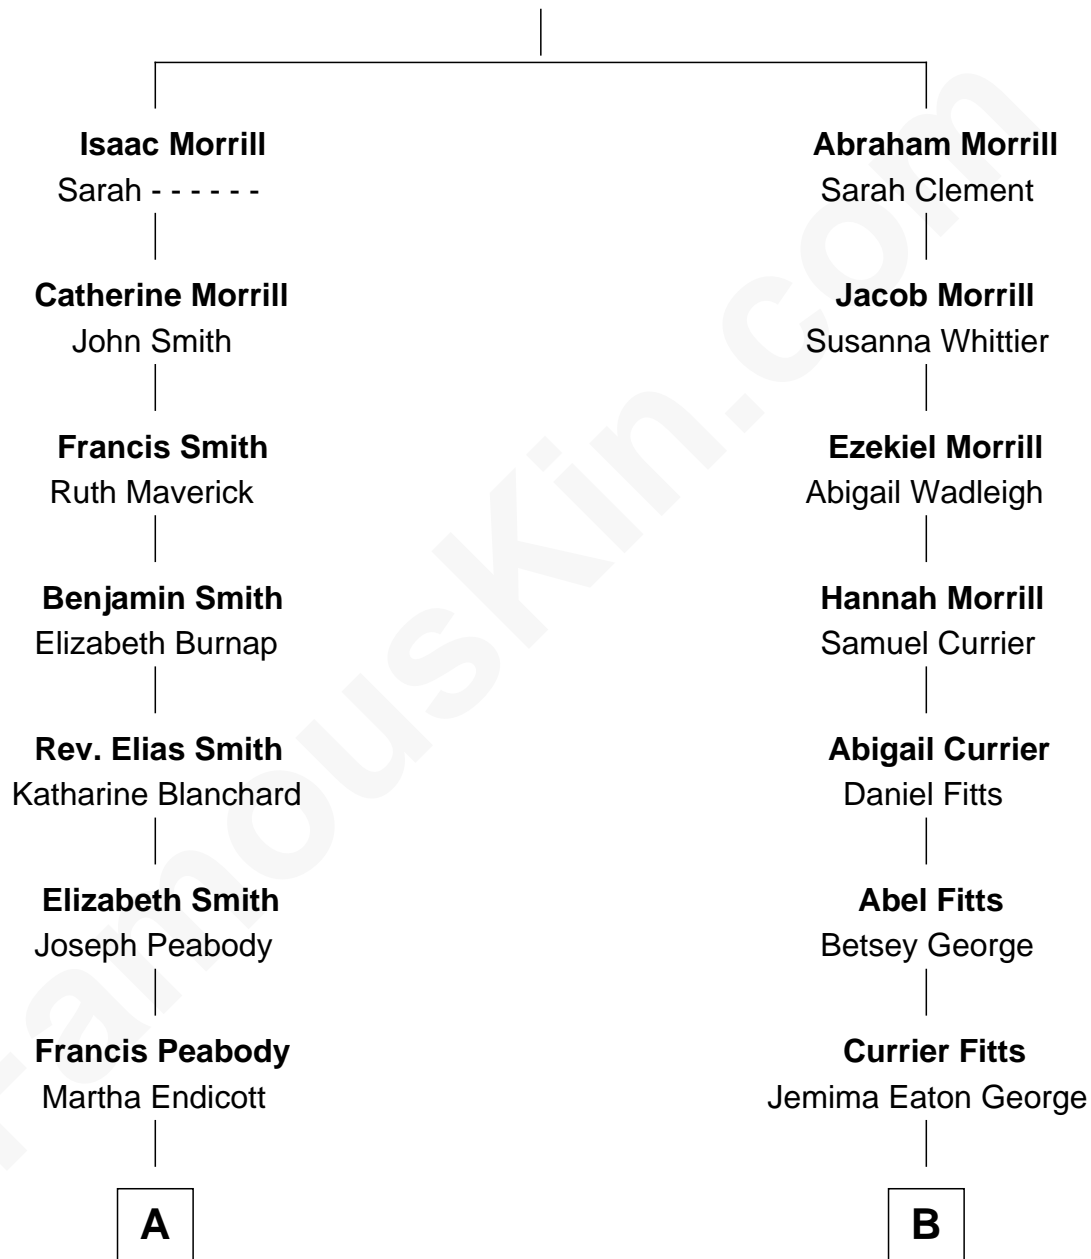 Isaac Morrill
Sarah - - - - - -
Catherine Morrill
John Smith
Francis Smith
Ruth Maverick
Benjamin Smith
Elizabeth Burnap
Rev. Elias Smith
Katharine Blanchard
Elizabeth Smith
Joseph Peabody
Francis Peabody
Martha Endicott
A
Abraham Morrill
Sarah Clement
Jacob Morrill
Susanna Whittier
Ezekiel Morrill
Abigail Wadleigh
Hannah Morrill
Samuel Currier
Abigail Currier
Daniel Fitts
Abel Fitts
Betsey George
Currier Fitts
Jemima Eaton George
B
FamousKin.com